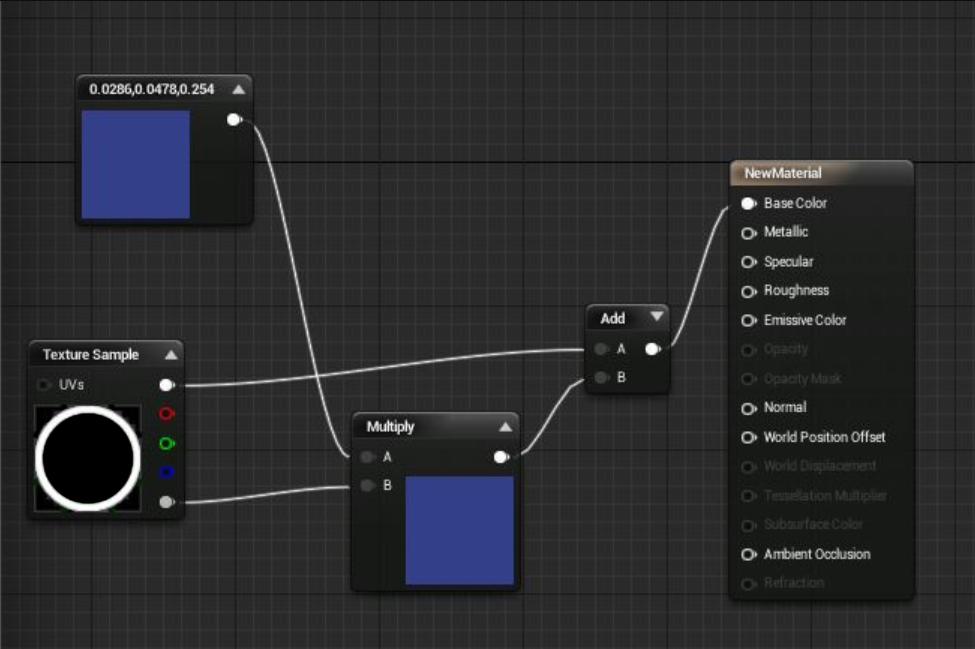 0.0286,0.0478,0.254
Texture Sample
UVs
Multiply
A
B
Add
A
B
NewMaterial
Base Color
Metallic
Specular
Roughness
Emissive Color
Opacity
Opacity Mask
Normal
World Position Offset
World Displacement
Tessellation Multiplier
Subsurface Color
Ambient Occlusion
Refraction